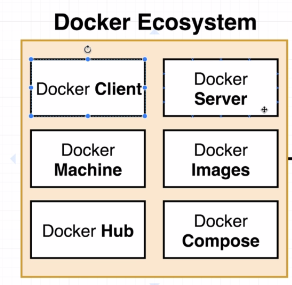 Docker Ecosystem
Docker Client
Docker
Server
Docker
Machine
Docker
Images
Docker Hub
Docker
Compose